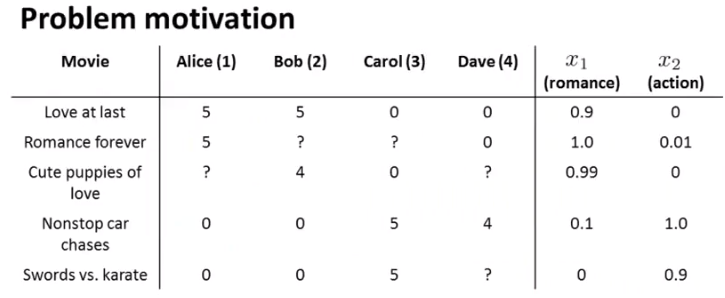 Problem motivation
Movie Alice (1) Bob (2) Carol (3) Dave (4) x₁ x₂
(romance) (action)
Love at last 5 5 0 0 0.9 0
Romance forever 5 ? ? 0 1.0 0.01
Cute puppies of ? 4 0 ? 0.99 0
love
Nonstop car 0 0 5 4 0.1 1.0
chases
Swords vs. karate 0 0 5 ? 0 0.9